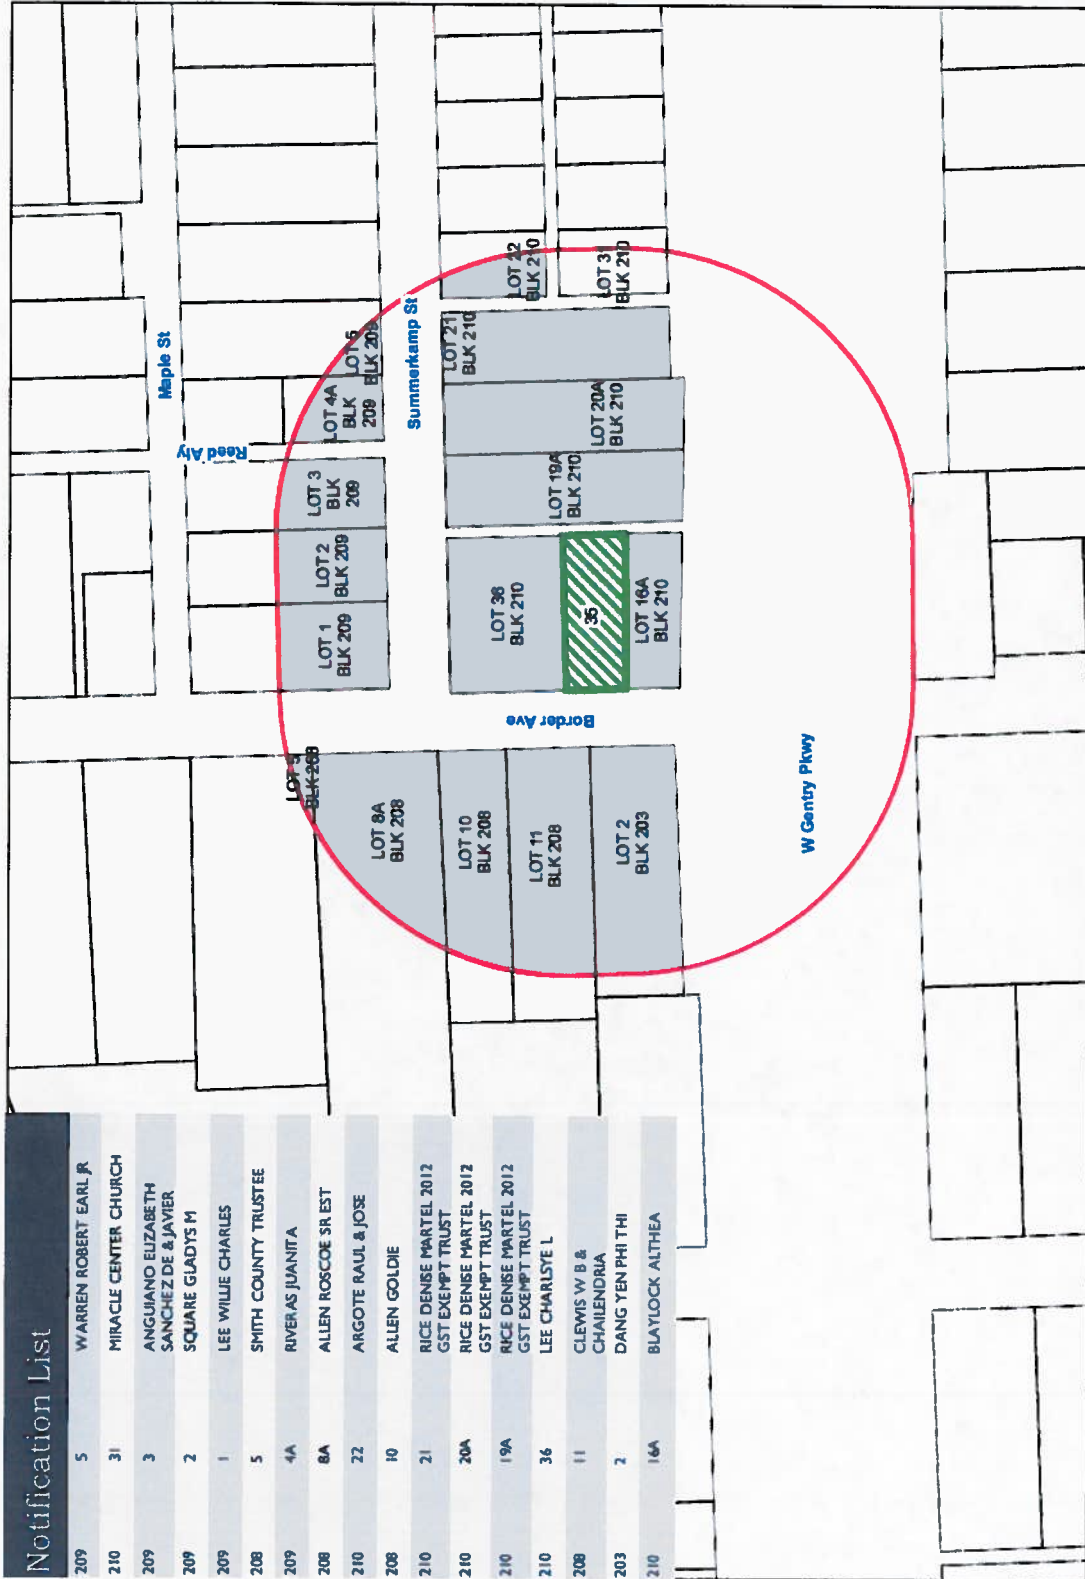 Notification List
209 5 WARREN ROBERT EARL JR
210 31 MIRACLE CENTER CHURCH
209 3 ANGUIANO ELIZABETH
SANCHEZ DE & JAVIER
209 2 SQUARE GLADYS M
209 1 LEE WILLIE CHARLES
208 5 SMITH COUNTY TRUSTEE
209 4A RIVERAS JUANITA
208 8A ALLEN ROSCOE SR EST
210 22 ARGOTE RAUL & JOSE
208 10 ALLEN GOLDIE
210 21 RICE DENISE MARTEL 2012
GST EXEMPT TRUST
210 20A RICE DENISE MARTEL 2012
GST EXEMPT TRUST
210 19A RICE DENISE MARTEL 2012
GST EXEMPT TRUST
210 36 LEE CHARLSYE L
208 11 CLEWIS W B &
CHAILENDRIA
203 2 DANG YEN PHI THI
210 16A BLAYLOCK ALTHEA
Maple St
Read Aly
Summerkamp St
Border Ave
W Gentry Pkwy
LOT 5
BLK 208
LOT 1
BLK 209
LOT 2
BLK 209
LOT 3
BLK
209
LOT 4A
BLK
209
LOT 5
BLK 209
LOT 8A
BLK 208
LOT 10
BLK 208
LOT 11
BLK 208
LOT 2
BLK 203
LOT 36
BLK 210
35
LOT 16A
BLK 210
LOT 19A
BLK 210
LOT 20A
BLK 210
LOT 21
BLK 210
LOT 22
BLK 210
LOT 31
BLK 210